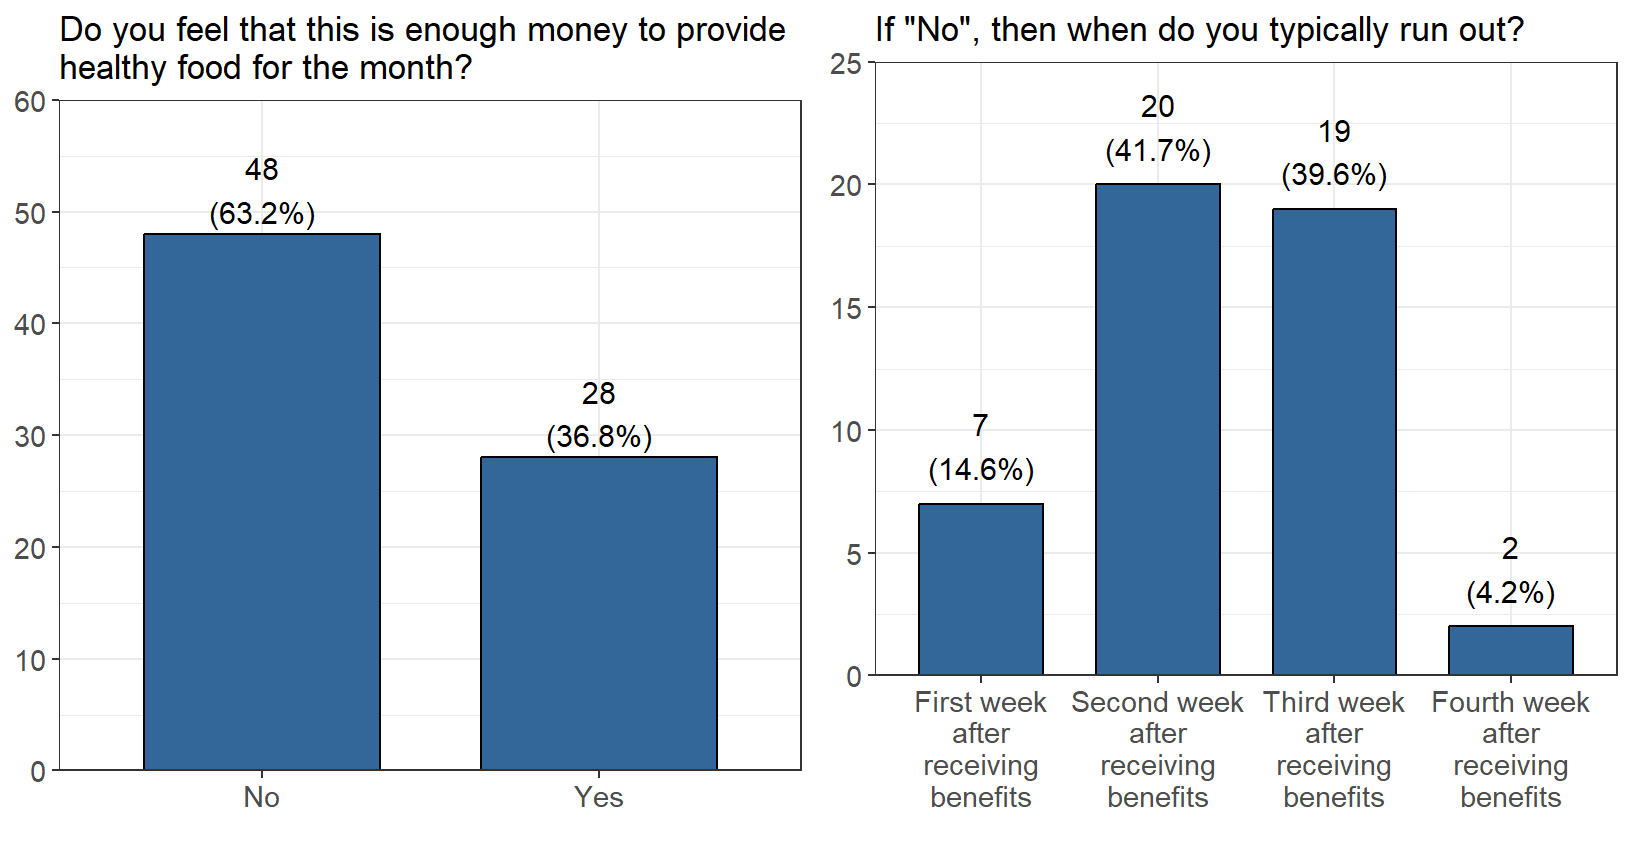 Do you feel that this is enough money to provide
healthy food for the month?
60
50
40
30
20
10
0
48
(63.2%)
28
(36.8%)
No
Yes
If "No", then when do you typically run out?
25
20
15
10
5
0
7
(14.6%)
20
(41.7%)
19
(39.6%)
2
(4.2%)
First week
after
receiving
benefits
Second week
after
receiving
benefits
Third week
after
receiving
benefits
Fourth week
after
receiving
benefits